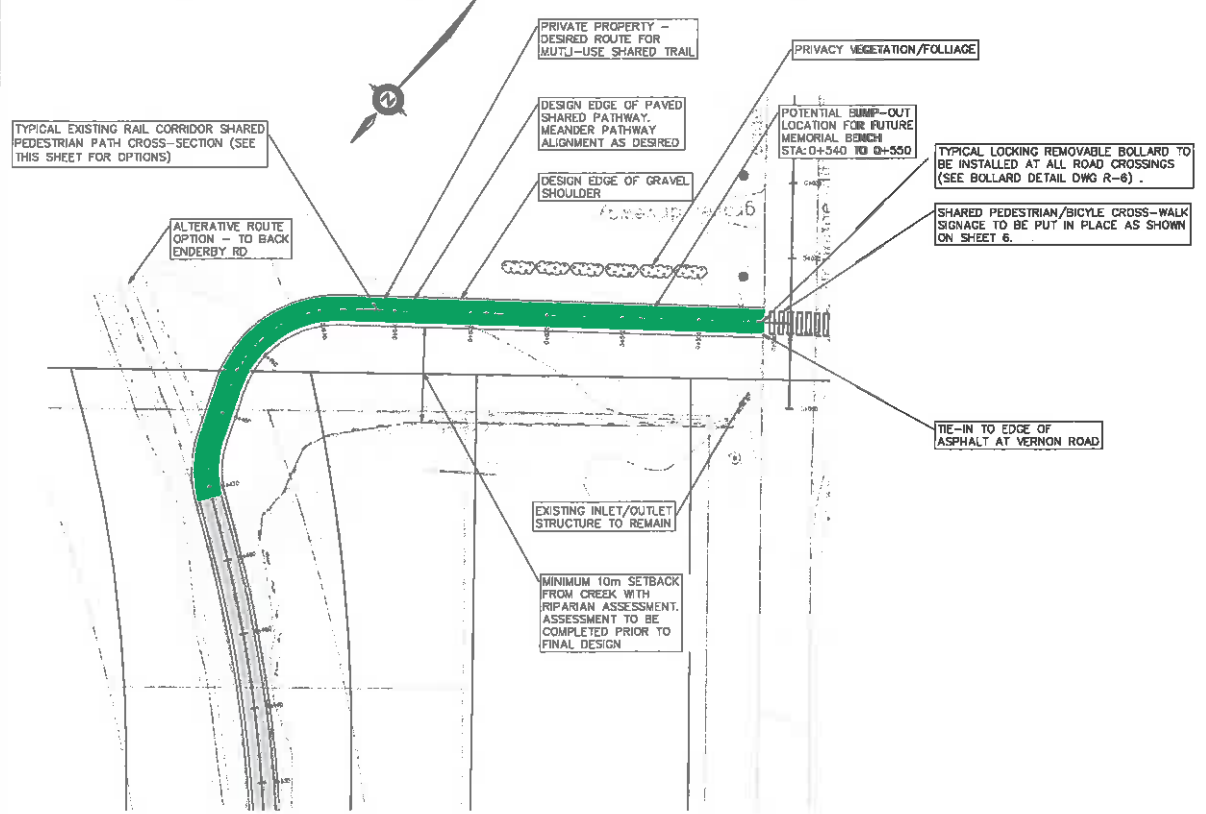 PRIVATE PROPERTY –
DESIRED ROUTE FOR
MUTLI-USE SHARED TRAIL
PRIVACY VEGETATION/FOLLIAGE
TYPICAL EXISTING RAIL CORRIDOR SHARED
PEDESTRIAN PATH CROSS-SECTION (SEE
THIS SHEET FOR OPTIONS)
DESIGN EDGE OF PAVED
SHARED PATHWAY.
MEANDER PATHWAY
ALIGNMENT AS DESIRED
POTENTIAL BUMP-OUT
LOCATION FOR FUTURE
MEMORIAL BENCH
STA: 0+540 TO 0+550
TYPICAL LOCKING REMOVABLE BOLLARD TO
BE INSTALLED AT ALL ROAD CROSSINGS
(SEE BOLLARD DETAIL DWG R-6) .
DESIGN EDGE OF GRAVEL
SHOULDER
SHARED PEDESTRIAN/BICYLE CROSS-WALK
SIGNAGE TO BE PUT IN PLACE AS SHOWN
ON SHEET 6.
ALTERATIVE ROUTE
OPTION – TO BACK
ENDERBY RD
TIE-IN TO EDGE OF
ASPHALT AT VERNON ROAD
EXISTING INLET/OUTLET
STRUCTURE TO REMAIN
MINIMUM 10m SETBACK
FROM CREEK WITH
RIPARIAN ASSESSMENT.
ASSESSMENT TO BE
COMPLETED PRIOR TO
FINAL DESIGN